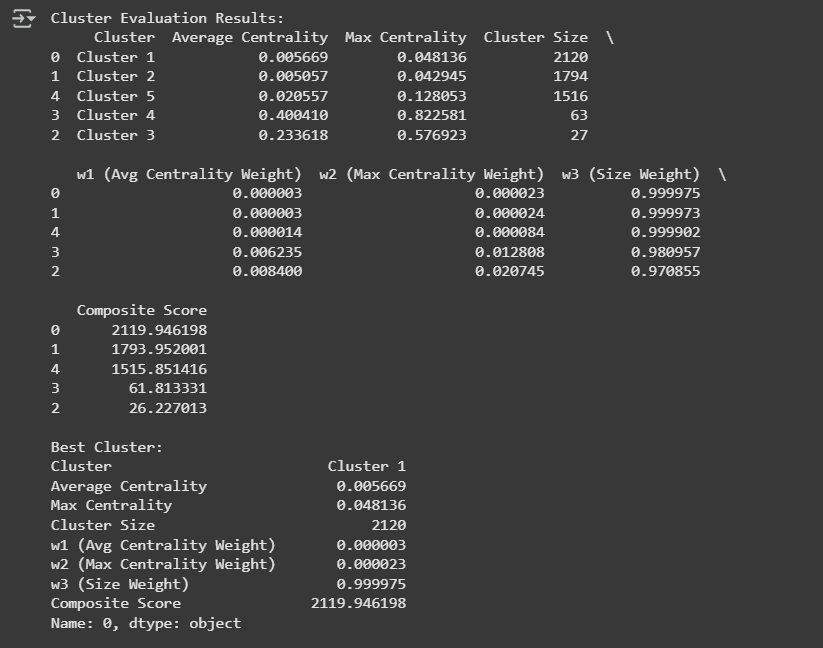 Cluster Evaluation Results:
     Cluster  Average Centrality  Max Centrality  Cluster Size  \
0  Cluster 1            0.005669        0.048136          2120
1  Cluster 2            0.005057        0.042945          1794
4  Cluster 5            0.020557        0.128053          1516
3  Cluster 4            0.400410        0.822581            63
2  Cluster 3            0.233618        0.576923            27

   w1 (Avg Centrality Weight)  w2 (Max Centrality Weight)  w3 (Size Weight)  \
0                    0.000003                    0.000023          0.999975
1                    0.000003                    0.000024          0.999973
4                    0.000014                    0.000084          0.999902
3                    0.006235                    0.012808          0.980957
2                    0.008400                    0.020745          0.970855

   Composite Score
0      2119.946198
1      1793.952001
4      1515.851416
3        61.813331
2        26.227013

Best Cluster:
Cluster                         Cluster 1
Average Centrality               0.005669
Max Centrality                   0.048136
Cluster Size                         2120
w1 (Avg Centrality Weight)       0.000003
w2 (Max Centrality Weight)       0.000023
w3 (Size Weight)                 0.999975
Composite Score               2119.946198
Name: 0, dtype: object